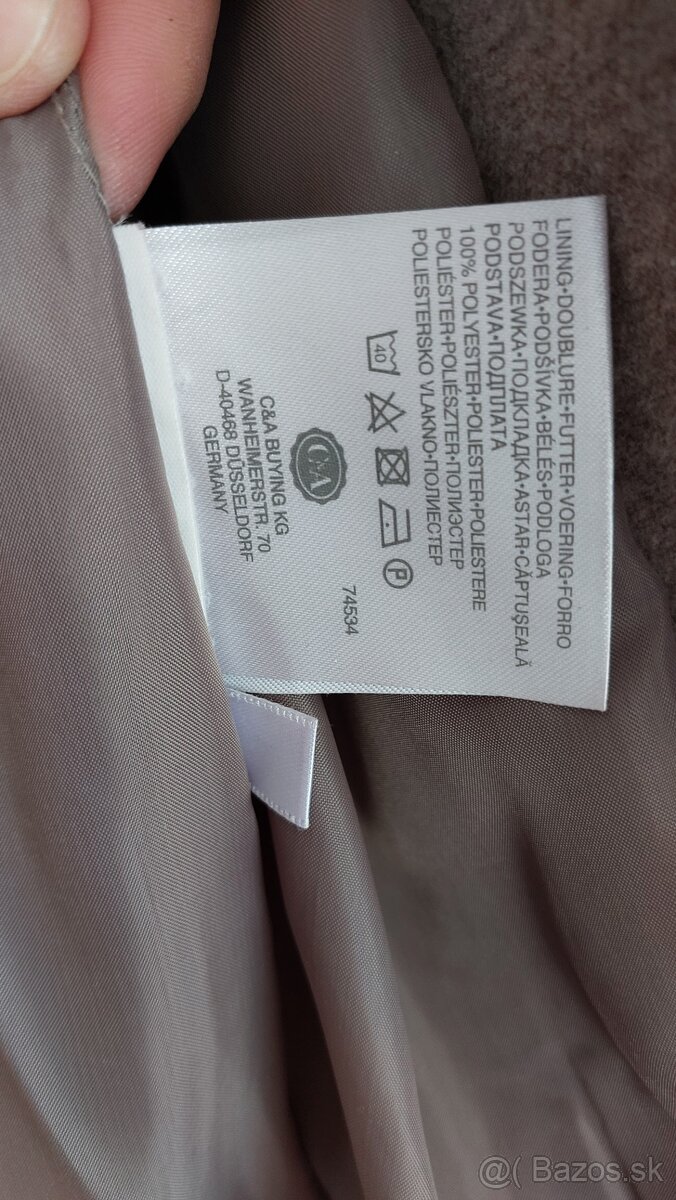 LINING•DOUBLURE•FUTTER•VOERING•FORRO
FODERA•PODŠÍVKA•BÉLÉS•PODLOGA
PODSZEWKA•ПОДКЛАДКА•ASTAR•CĂPTUŞEALĂ
PODSTAVA•ПОДПЛАТА
100% POLYESTER•POLIESTER•POLIESTERE
POLIÉSTER•POLIÉSZTER•ПОЛИЭСТЕР
POLIESTERSKO VLAKNO•ПОЛИЕСТЕР
40
P
74534
C&A
C&A BUYING KG
WANHEIMERSTR. 70
D-40468 DÜSSELDORF
GERMANY
@( Bazos.sk